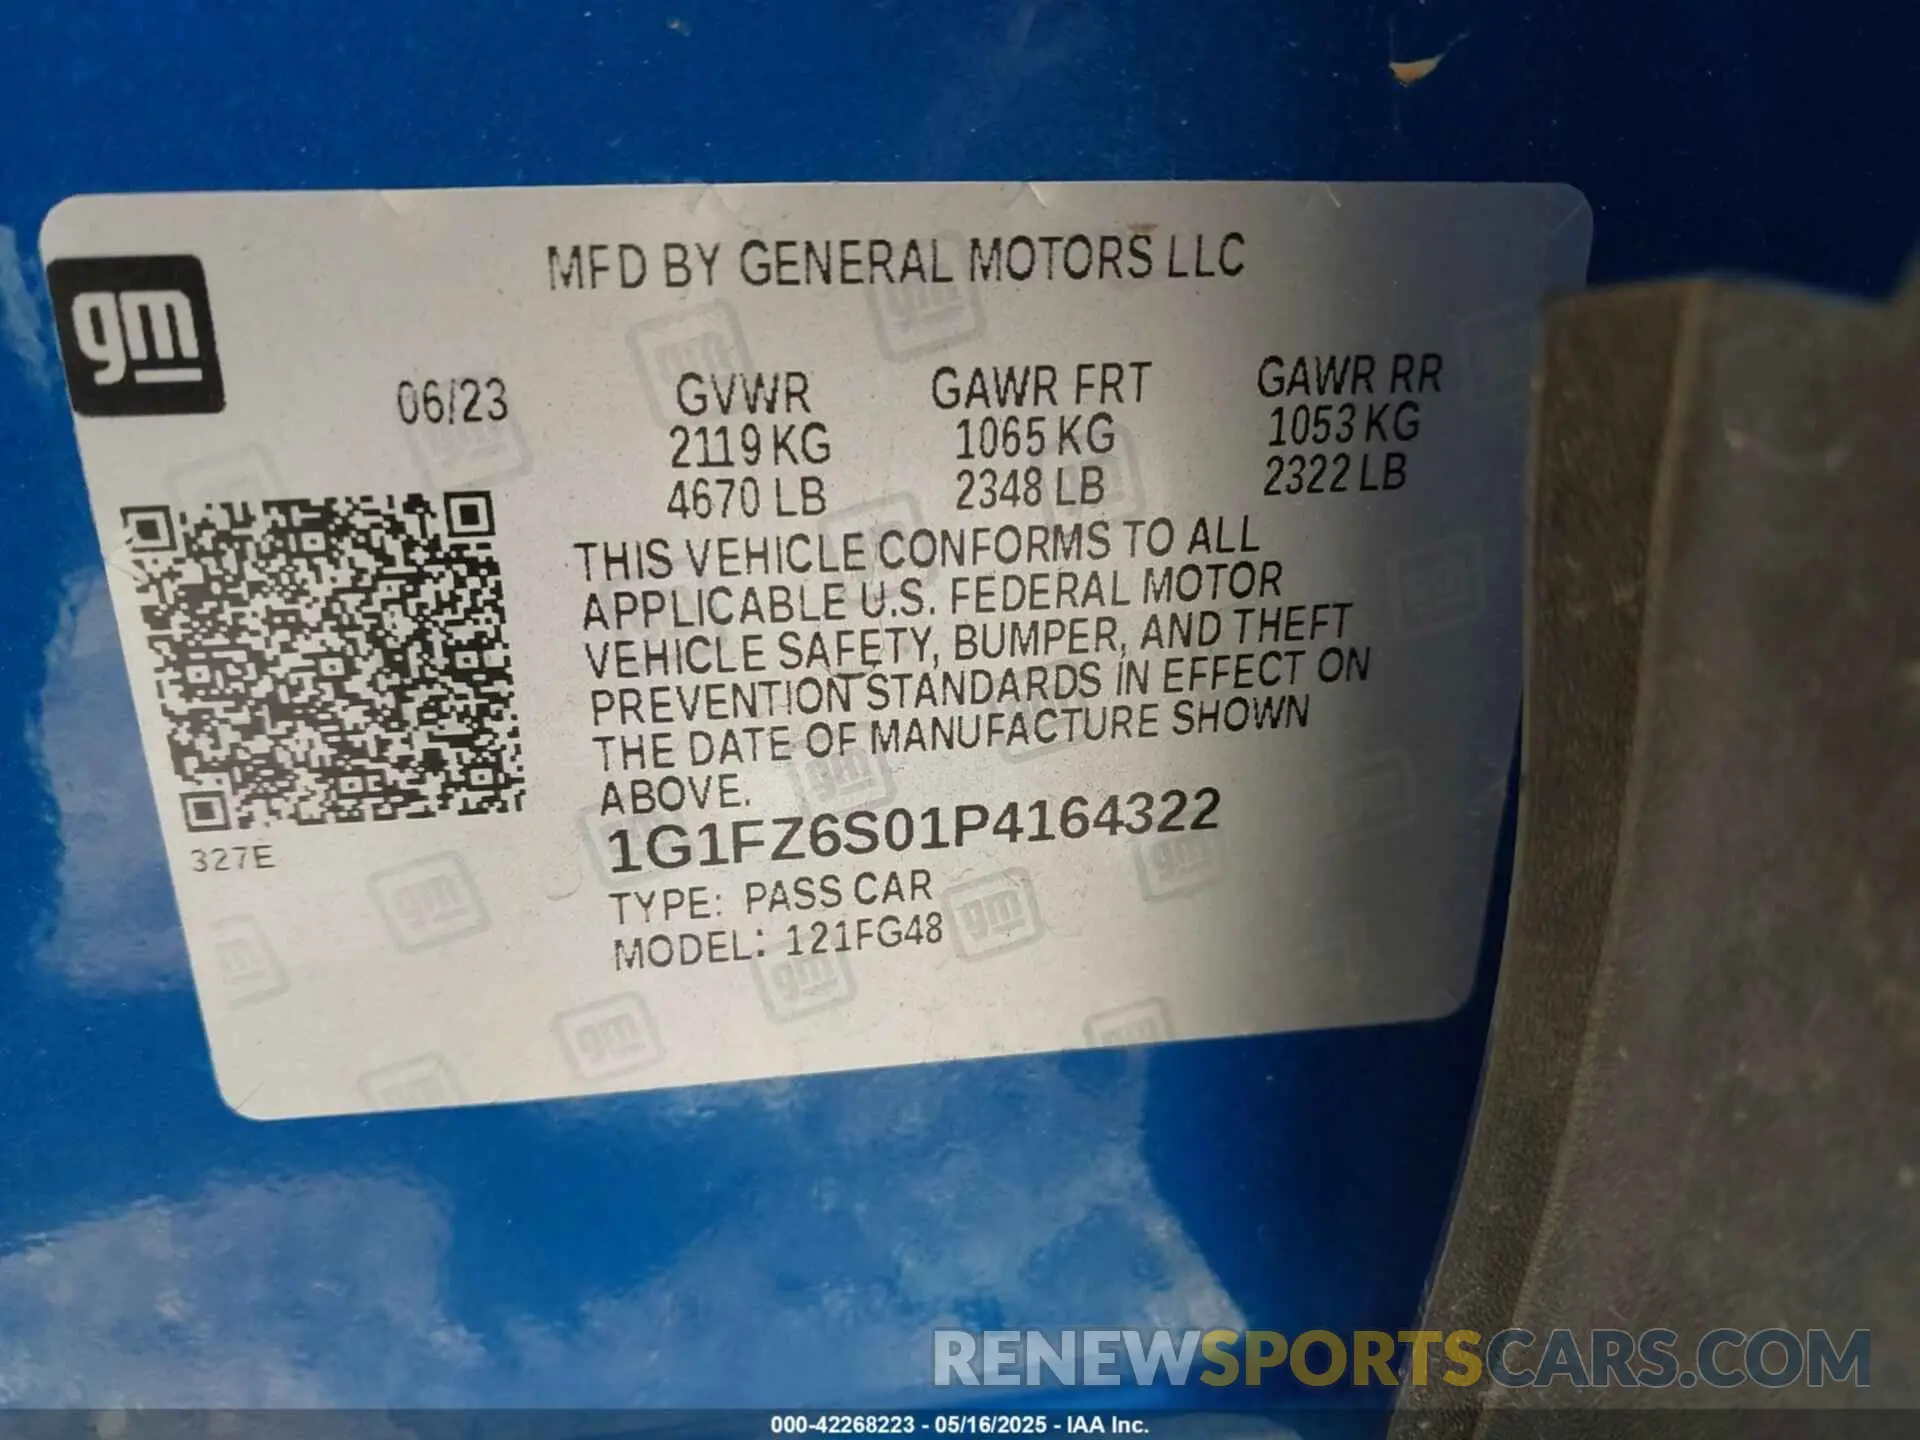 MFD BY GENERAL MOTORS LLC
gm
06/23
GVWR
2119 KG
4670 LB
GAWR FRT
1065 KG
2348 LB
GAWR RR
1053 KG
2322 LB
THIS VEHICLE CONFORMS TO ALL
APPLICABLE U.S. FEDERAL MOTOR
VEHICLE SAFETY, BUMPER, AND THEFT
PREVENTION STANDARDS IN EFFECT ON
THE DATE OF MANUFACTURE SHOWN
ABOVE.
327E
1G1FZ6S01P4164322
TYPE: PASS CAR
MODEL: 121FG48
RENEWSPORTSCARS.COM
000-42268223 - 05/16/2025 - IAA Inc.